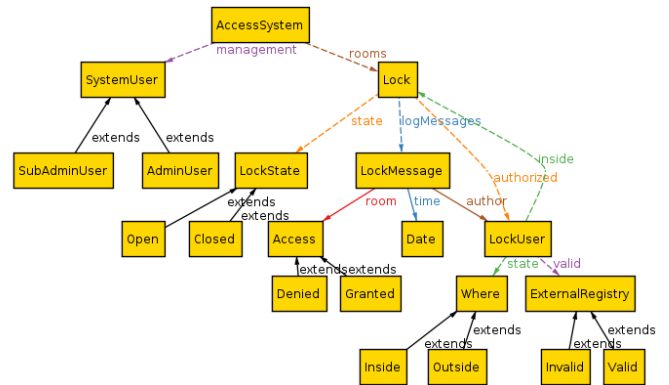 AccessSystem
management
rooms
SystemUser
Lock
extends
extends
state
logMessages
authorized
inside
SubAdminUser
AdminUser
LockState
LockMessage
extends
extends
room
time
author
Open
Closed
Access
Date
LockUser
extends
extends
state
valid
Denied
Granted
Where
ExternalRegistry
extends
extends
extends
extends
Inside
Outside
Invalid
Valid